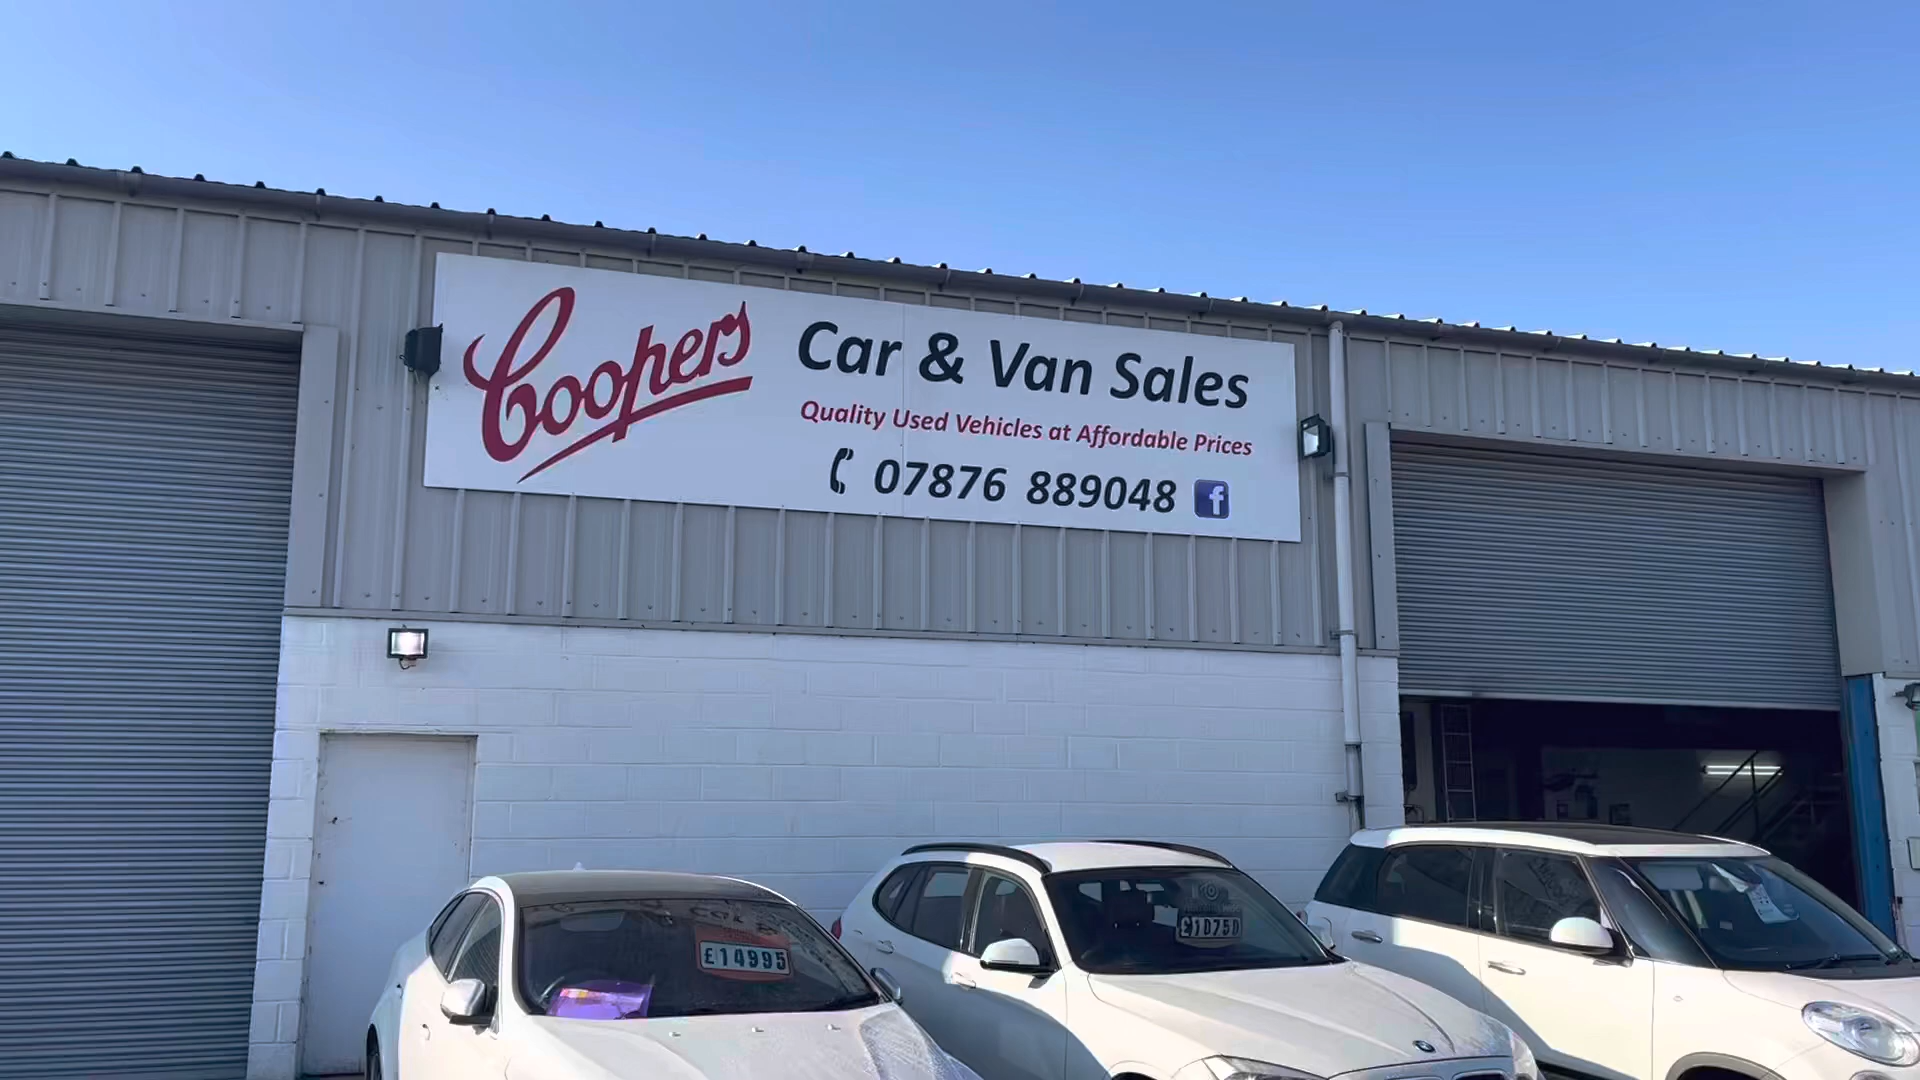 Coopers
Car & Van Sales
Quality Used Vehicles at Affordable Prices
07876 889048
f
£14995
£10750